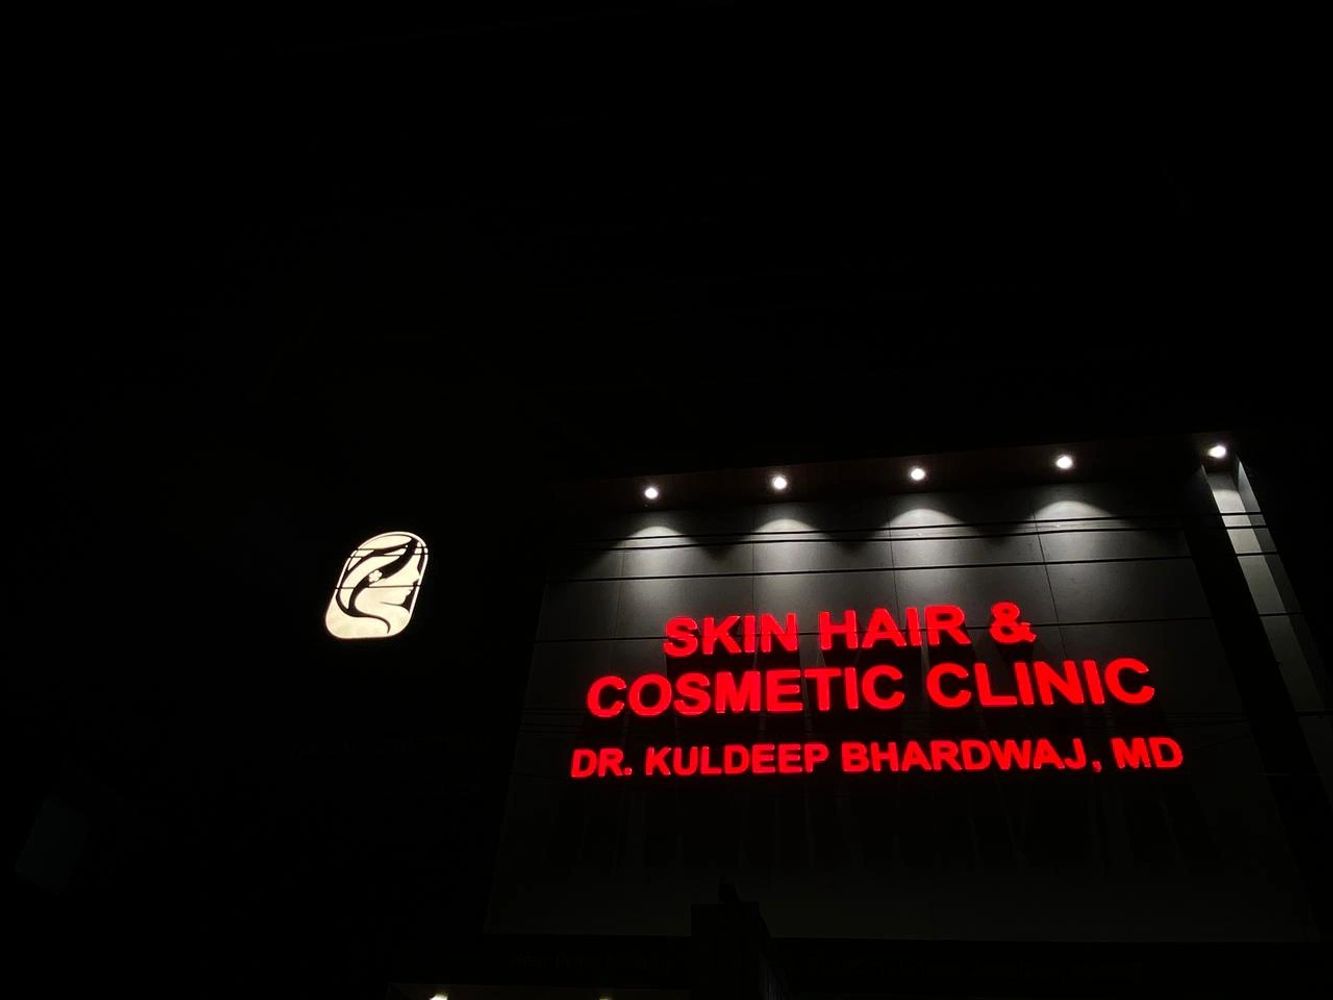 SKIN HAIR &
COSMETIC CLINIC
DR. KULDEEP BHARDWAJ, MD